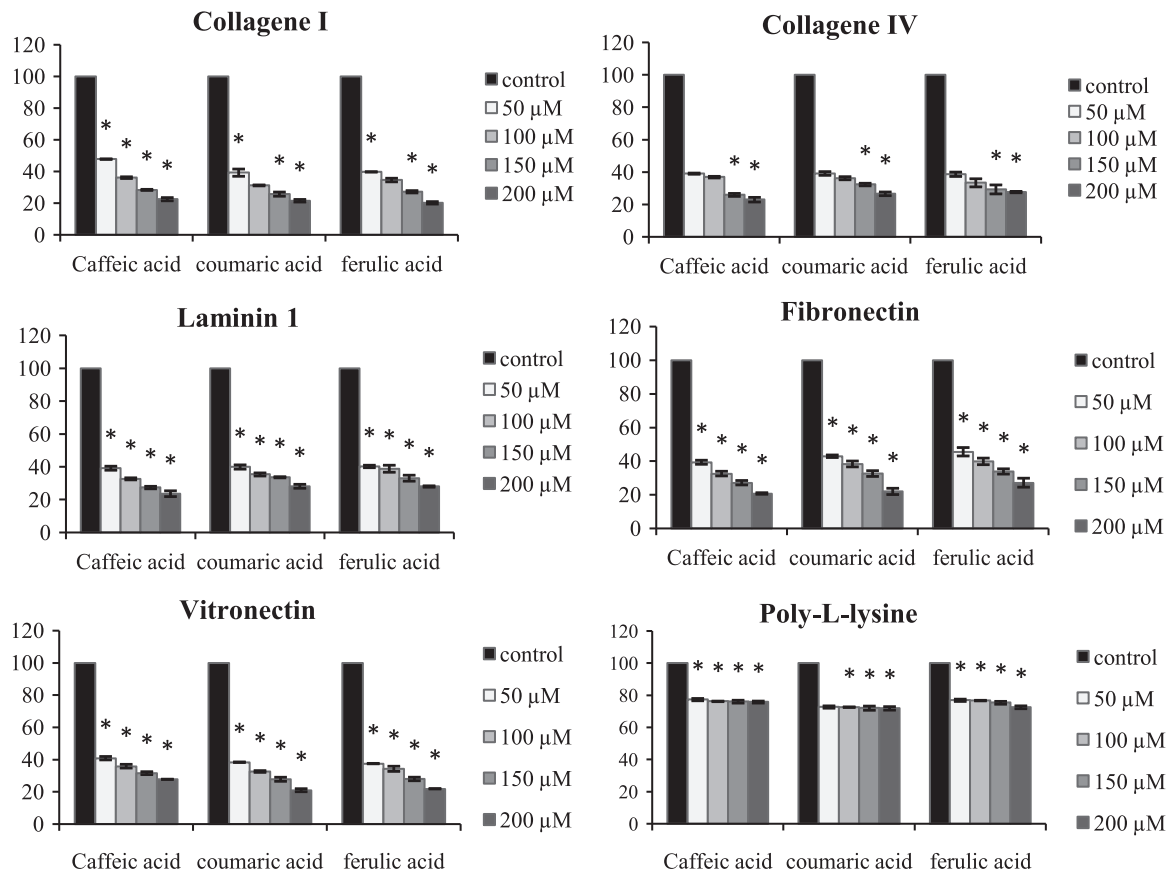 Collagene I
120
100
80
60
40
20
0
Caffeic acid coumaric acid ferulic acid
control
50 µM
100 µM
150 µM
200 µM
* * * * * * * * * *
Collagene IV
120
100
80
60
40
20
0
Caffeic acid coumaric acid ferulic acid
control
50 µM
100 µM
150 µM
200 µM
* * * * * *
Laminin 1
120
100
80
60
40
20
0
Caffeic acid coumaric acid ferulic acid
control
50 µM
100 µM
150 µM
200 µM
* * * * * * * * * * * *
Fibronectin
120
100
80
60
40
20
0
Caffeic acid coumaric acid ferulic acid
control
50 µM
100 µM
150 µM
200 µM
* * * * * * * * * * * *
Vitronectin
120
100
80
60
40
20
0
Caffeic acid coumaric acid ferulic acid
control
50 µM
100 µM
150 µM
200 µM
* * * * * * * * * * * *
Poly-L-lysine
120
100
80
60
40
20
0
Caffeic acid coumaric acid ferulic acid
control
50 µM
100 µM
150 µM
200 µM
* * * * * * * * * * *